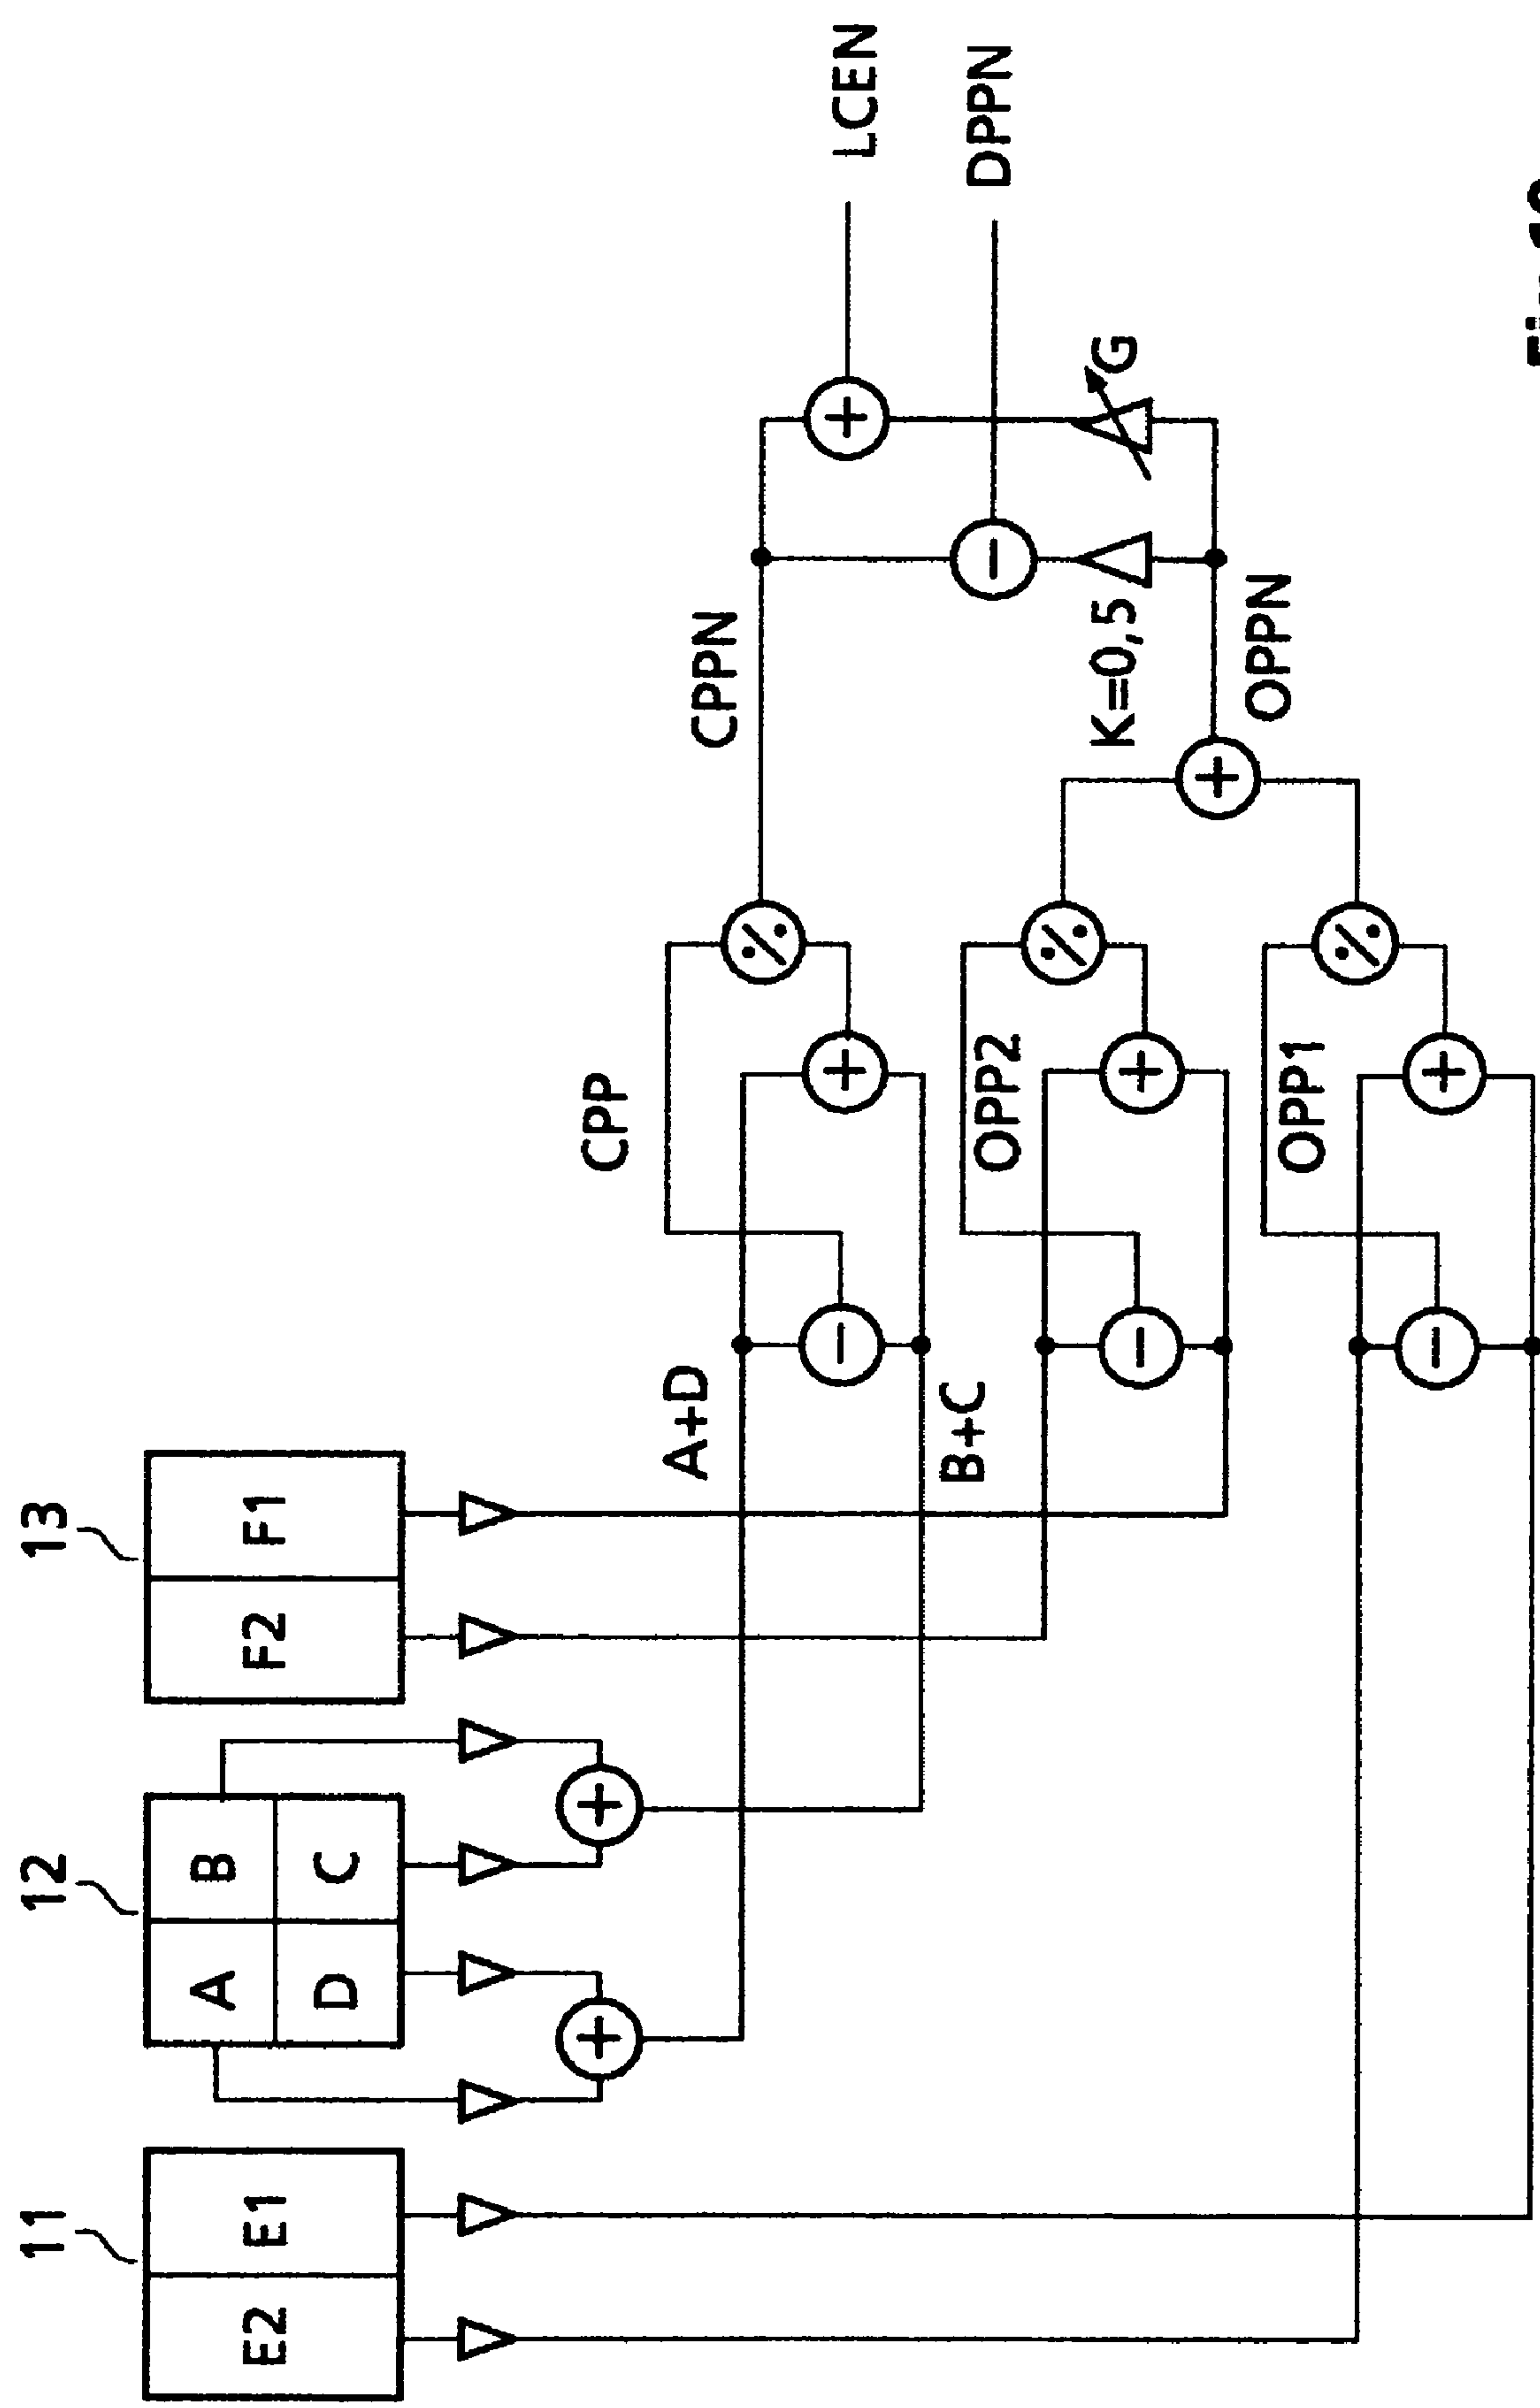 11
12
13
E2
E1
A
B
D
C
F2
F1
A+D
CPP
CPPN
LCEN
B+C
OPP2
DPPN
K=0,5
G
OPP1
OPPN